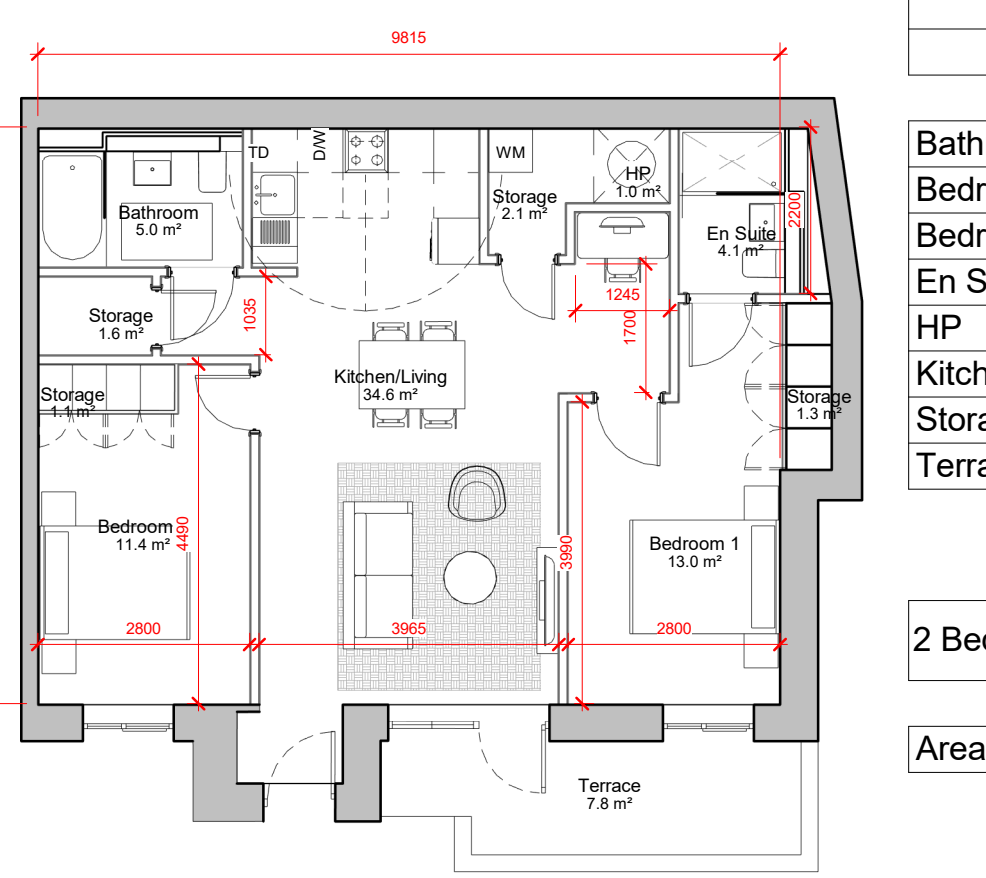 9815
TD
D/W
WM
HP
1.0 m²
Storage
2.1 m²
Bathroom
5.0 m²
En Suite
4.1 m²
2200
Storage
1.6 m²
1035
1245
1700
Kitchen/Living
34.6 m²
Storage
1.1 m²
Storage
1.3 m²
Bedroom
11.4 m²
4490
3990
Bedroom 1
13.0 m²
2800
3965
2800
Terrace
7.8 m²
Bath
Bedr
Bedr
En S
HP
Kitch
Stora
Terra
2 Bed
Area